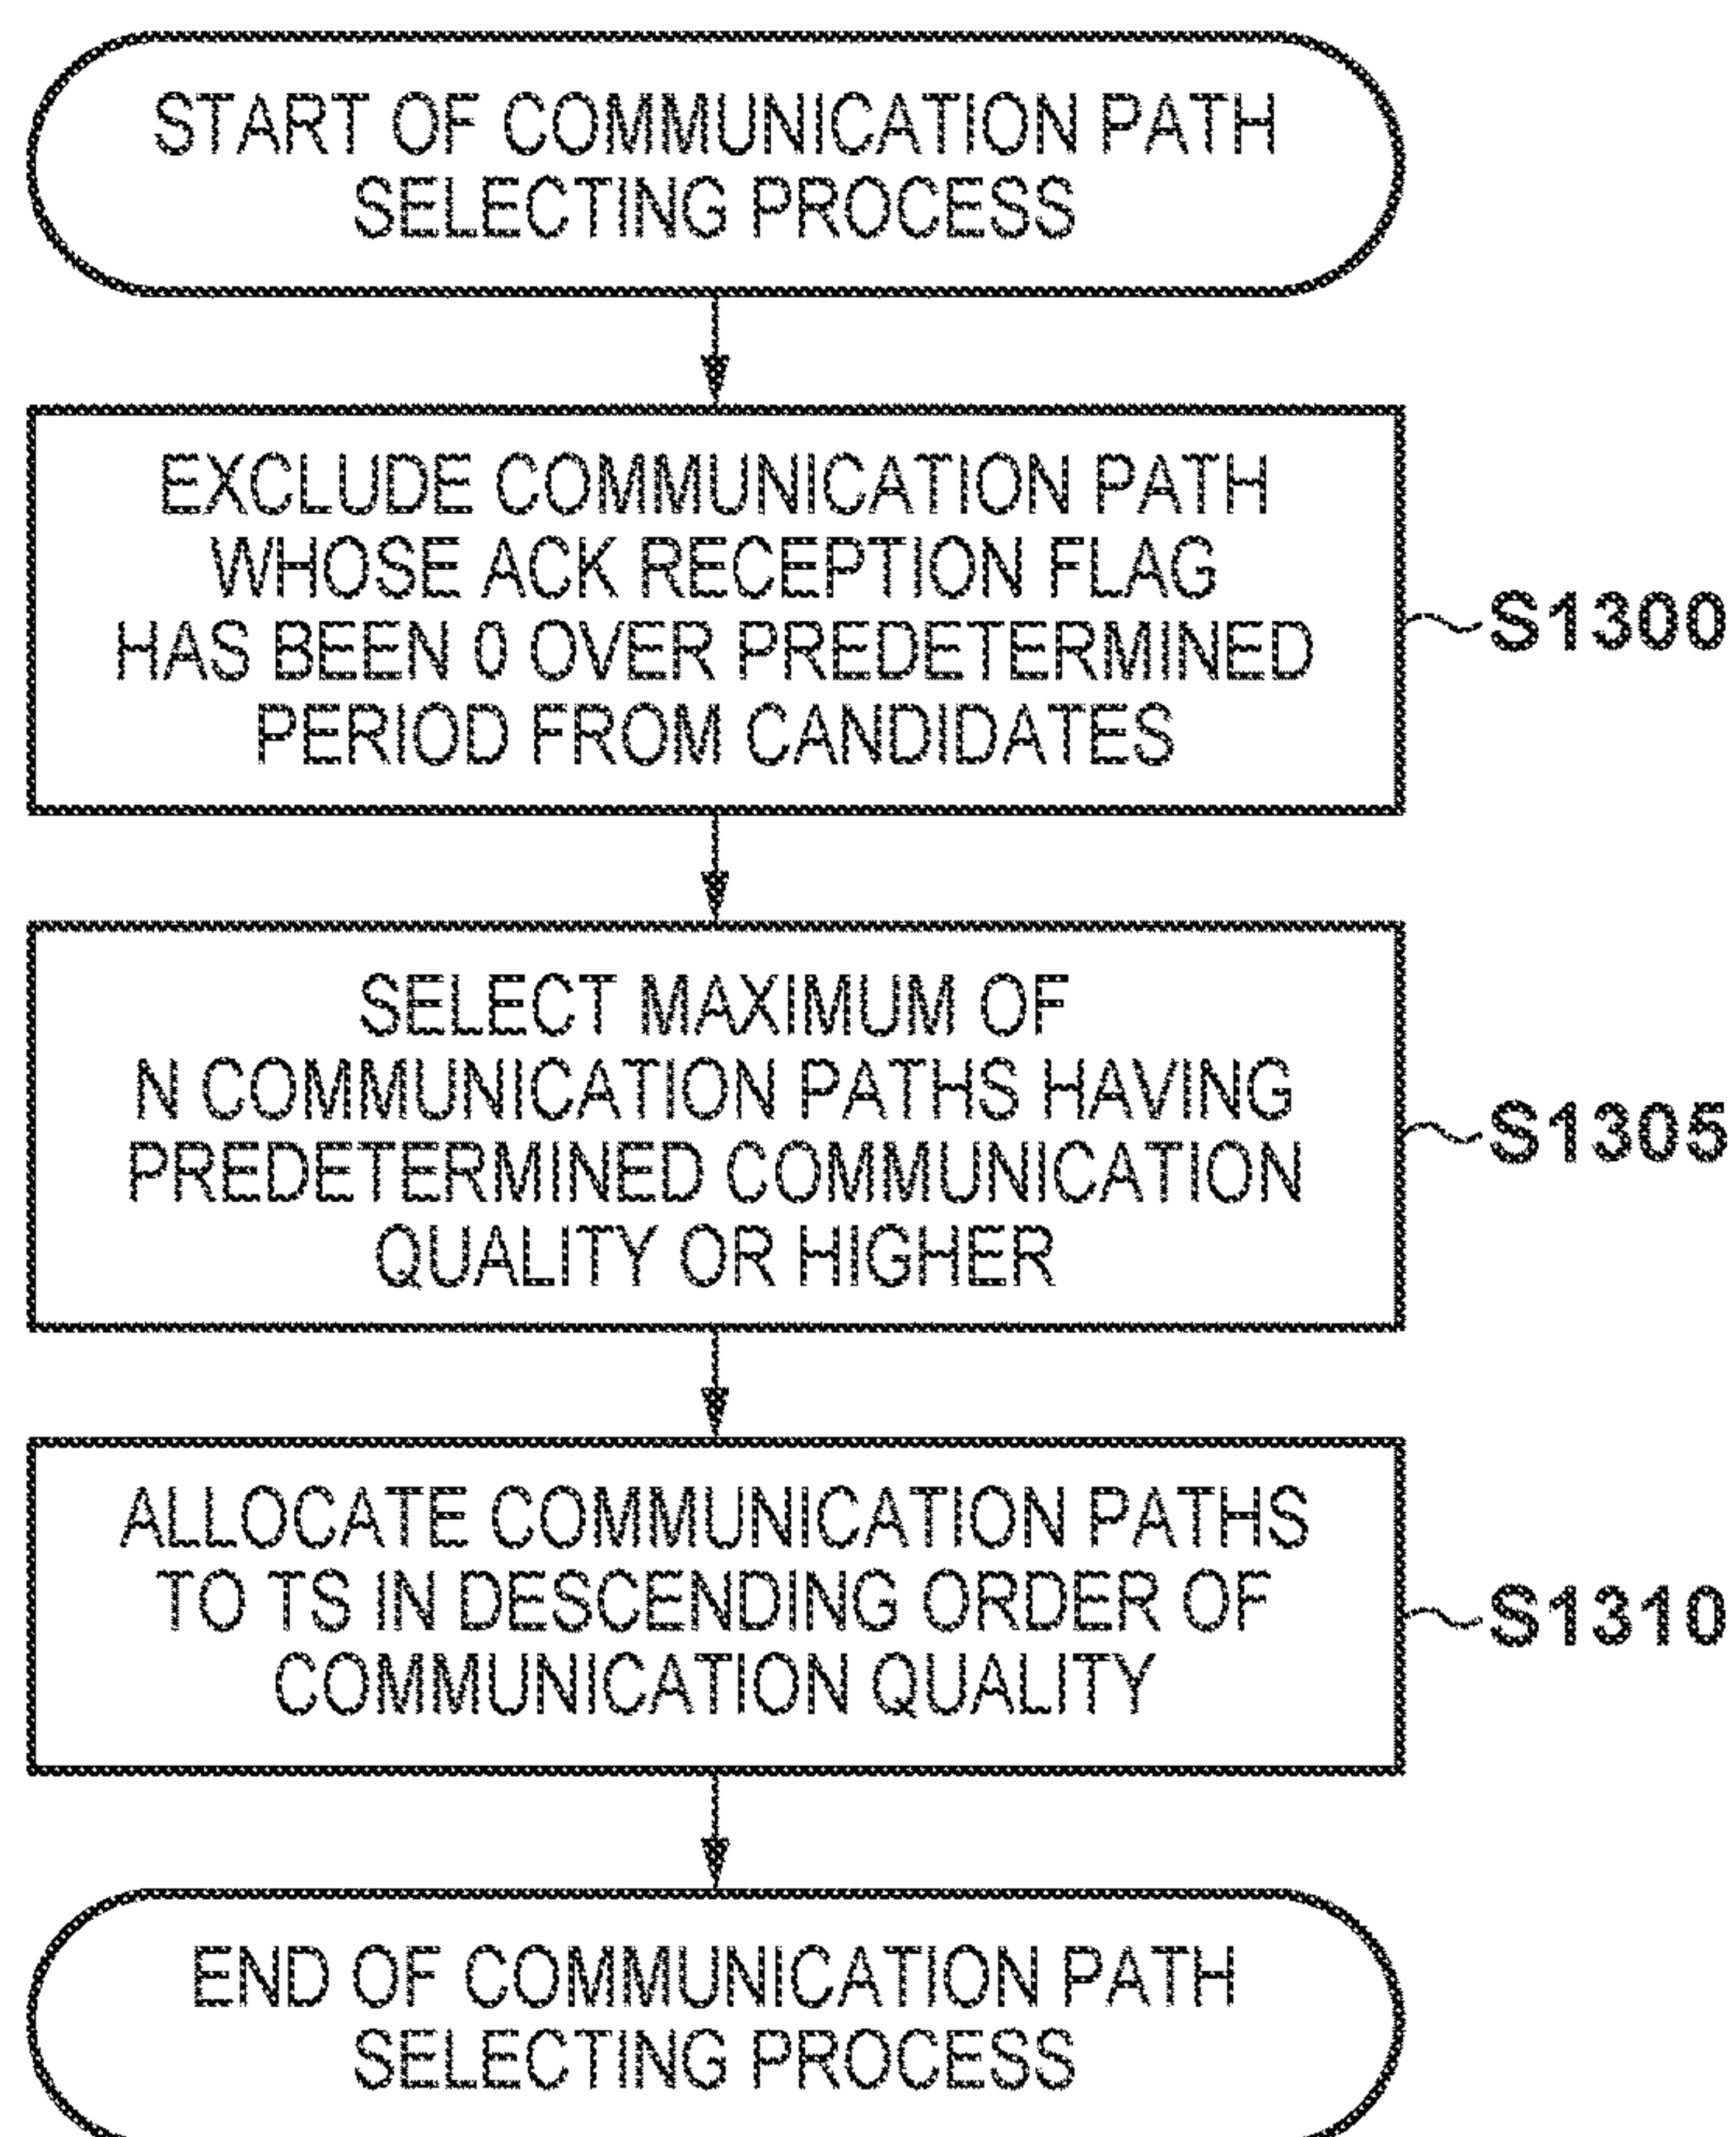 START OF COMMUNICATION PATH
SELECTING PROCESS
EXCLUDE COMMUNICATION PATH
WHOSE ACK RECEPTION FLAG
HAS BEEN 0 OVER PREDETERMINED
PERIOD FROM CANDIDATES
S1300
SELECT MAXIMUM OF
N COMMUNICATION PATHS HAVING
PREDETERMINED COMMUNICATION
QUALITY OR HIGHER
S1305
ALLOCATE COMMUNICATION PATHS
TO TS IN DESCENDING ORDER OF
COMMUNICATION QUALITY
S1310
END OF COMMUNICATION PATH
SELECTING PROCESS